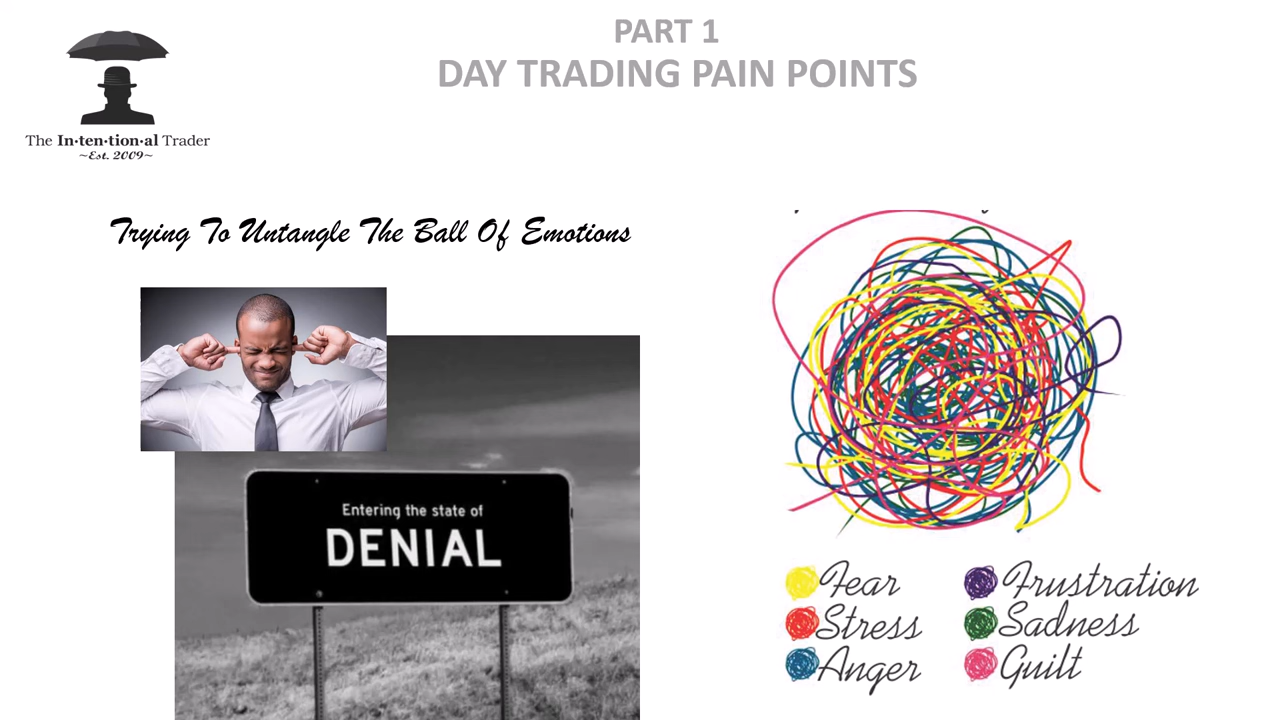 PART 1
DAY TRADING PAIN POINTS
The In·ten·tion·al Trader
~Est. 2009~
Trying To Untangle The Ball Of Emotions
Entering the state of
DENIAL
Fear
Frustration
Stress
Sadness
Anger
Guilt